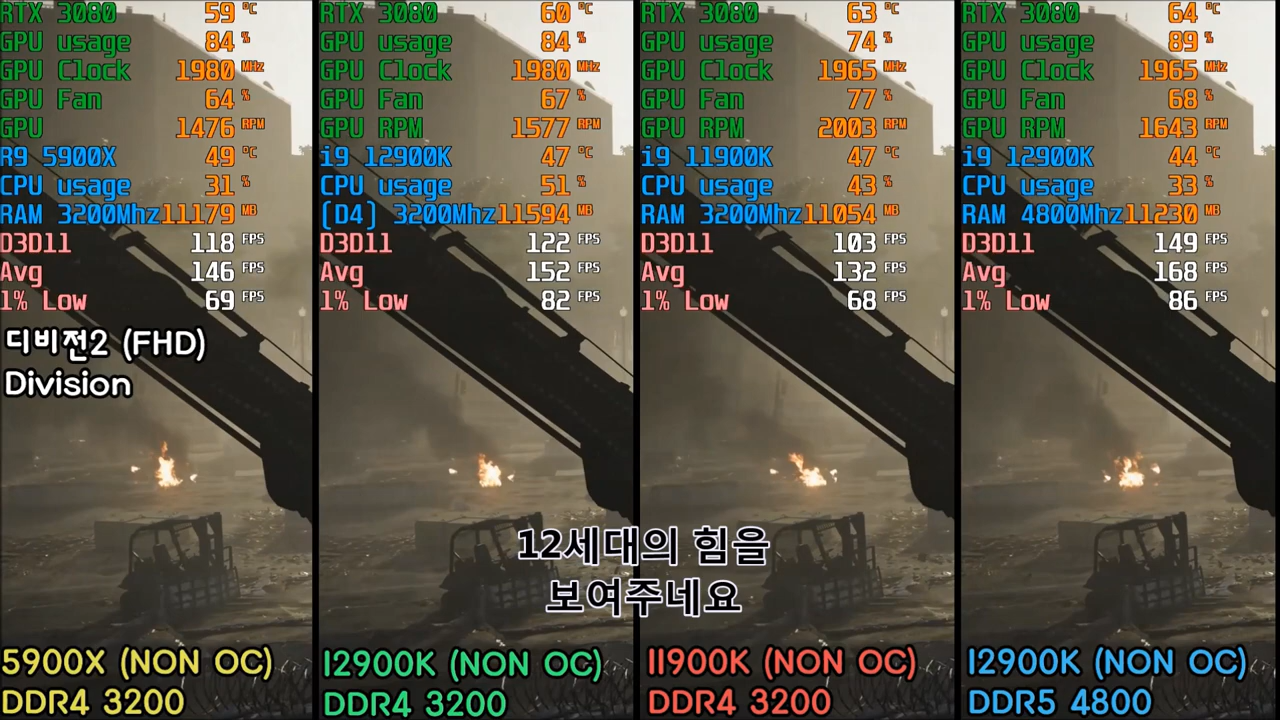 RTX 3080 59 °C
GPU usage 84 %
GPU Clock 1980 MHz
GPU Fan 64 %
GPU 1476 RPM
R9 5900X 49 °C
CPU usage 31 %
RAM 3200Mhz 11179 MB
D3D11 118 FPS
Avg 146 FPS
1% Low 69 FPS
디비전2 (FHD)
Division
5900X (NON OC)
DDR4 3200
RTX 3080 60 °C
GPU usage 84 %
GPU Clock 1980 MHz
GPU Fan 67 %
GPU RPM 1577 RPM
i9 12900K 47 °C
CPU usage 51 %
(D4) 3200Mhz 11594 MB
D3D11 122 FPS
Avg 152 FPS
1% Low 82 FPS
I2900K (NON OC)
DDR4 3200
RTX 3080 63 °C
GPU usage 74 %
GPU Clock 1965 MHz
GPU Fan 77 %
GPU RPM 2003 RPM
i9 11900K 47 °C
CPU usage 43 %
RAM 3200Mhz 11054 MB
D3D11 103 FPS
Avg 132 FPS
1% Low 68 FPS
II900K (NON OC)
DDR4 3200
RTX 3080 64 °C
GPU usage 89 %
GPU Clock 1965 MHz
GPU Fan 68 %
GPU RPM 1643 RPM
i9 12900K 44 °C
CPU usage 33 %
RAM 4800Mhz 11230 MB
D3D11 149 FPS
Avg 168 FPS
1% Low 86 FPS
I2900K (NON OC)
DDR5 4800
12세대의 힘을
보여주네요